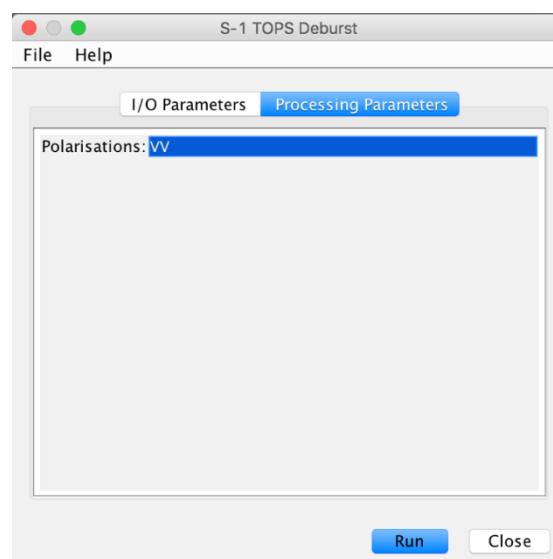 S-1 TOPS Deburst
File Help
I/O Parameters Processing Parameters
Polarisations: VV
Run Close